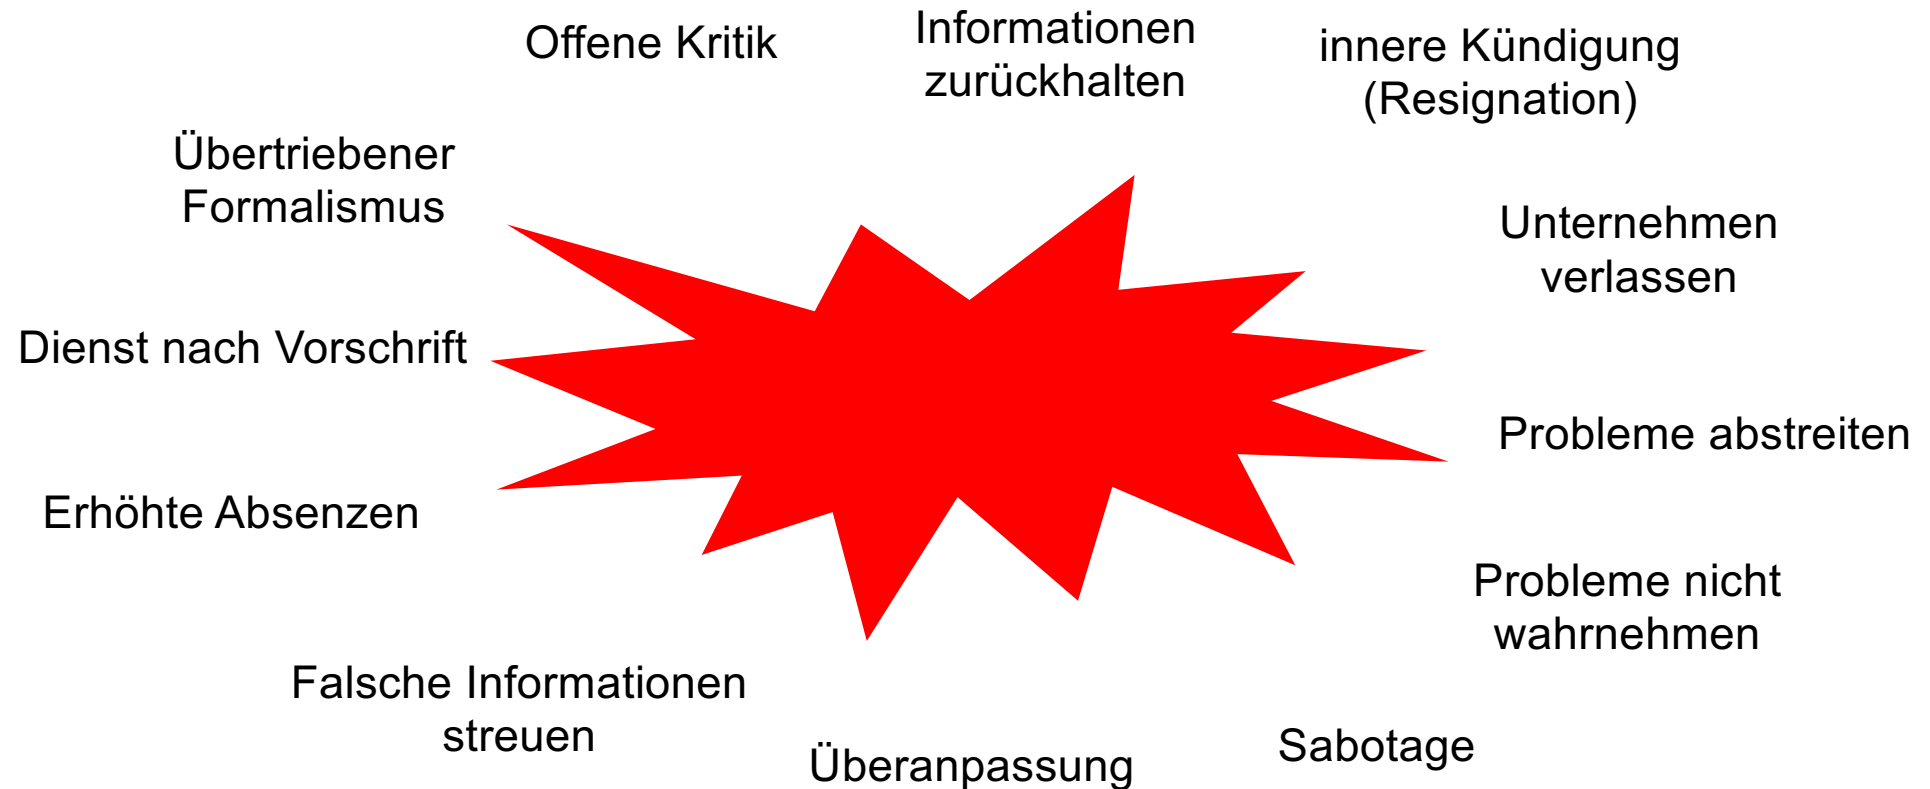 Offene Kritik
Informationen
zurückhalten
innere Kündigung
(Resignation)
Übertriebener
Formalismus
Unternehmen
verlassen
Dienst nach Vorschrift
Probleme abstreiten
Erhöhte Absenzen
Probleme nicht
wahrnehmen
Falsche Informationen
streuen
Überanpassung
Sabotage